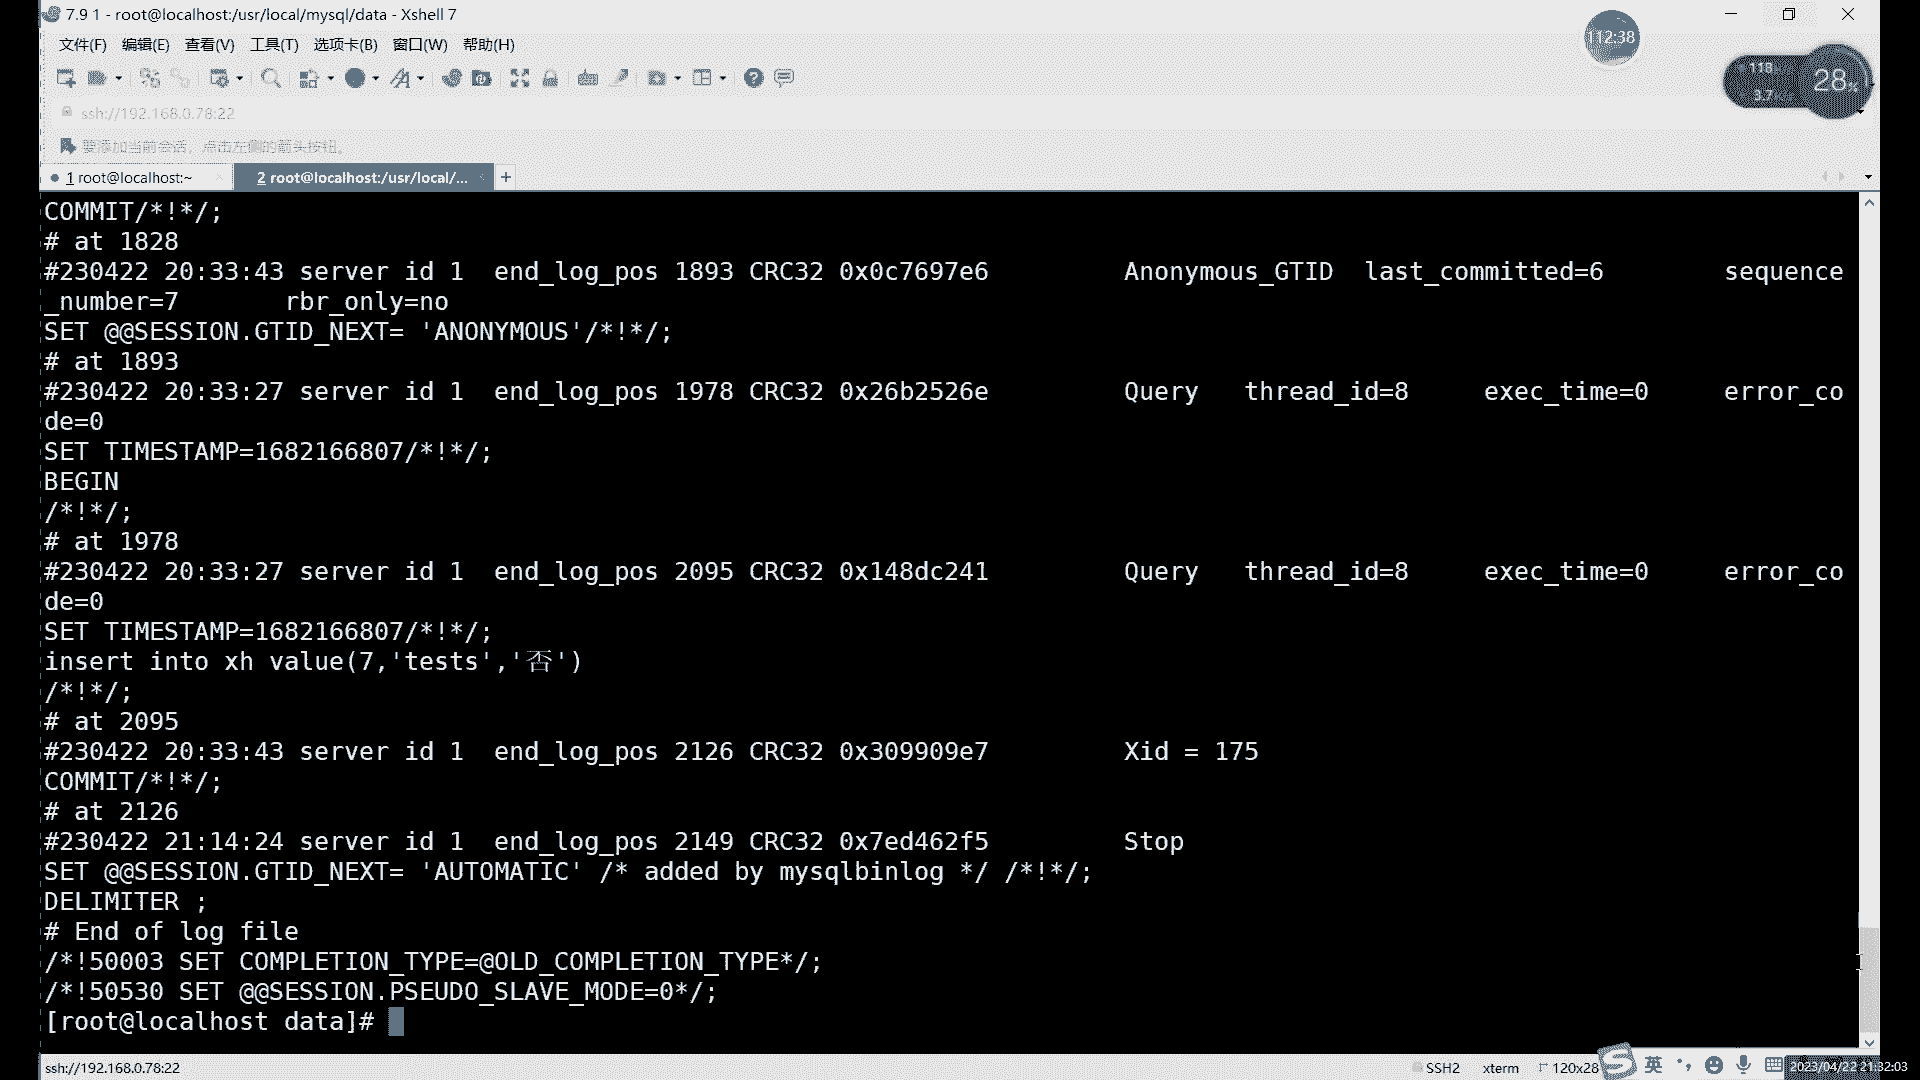 7.9 1 - root@localhost:/usr/local/mysql/data - Xshell 7
112:38
文件(F) 编辑(E) 查看(V) 工具(T) 选项卡(B) 窗口(W) 帮助(H)
118
3.7
28%
ssh://192.168.0.78:22
要添加当前会话，点击左侧的箭头按钮。
1 root@localhost:~
2 root@localhost:/usr/local/...
+
COMMIT/*!*/;
# at 1828
#230422 20:33:43 server id 1  end_log_pos 1893 CRC32 0x0c7697e6         Anonymous_GTID  last_committed=6        sequence
_number=7       rbr_only=no
SET @@SESSION.GTID_NEXT= 'ANONYMOUS'/*!*/;
# at 1893
#230422 20:33:27 server id 1  end_log_pos 1978 CRC32 0x26b2526e         Query   thread_id=8     exec_time=0     error_co
de=0
SET TIMESTAMP=1682166807/*!*/;
BEGIN
/*!*/;
# at 1978
#230422 20:33:27 server id 1  end_log_pos 2095 CRC32 0x148dc241         Query   thread_id=8     exec_time=0     error_co
de=0
SET TIMESTAMP=1682166807/*!*/;
insert into xh value(7,'tests','否')
/*!*/;
# at 2095
#230422 20:33:43 server id 1  end_log_pos 2126 CRC32 0x309909e7         Xid = 175
COMMIT/*!*/;
# at 2126
#230422 21:14:24 server id 1  end_log_pos 2149 CRC32 0x7ed462f5         Stop
SET @@SESSION.GTID_NEXT= 'AUTOMATIC' /* added by mysqlbinlog */ /*!*/;
DELIMITER ;
# End of log file
/*!50003 SET COMPLETION_TYPE=@OLD_COMPLETION_TYPE*/;
/*!50530 SET @@SESSION.PSEUDO_SLAVE_MODE=0*/;
[root@localhost data]#
ssh://192.168.0.78:22
SSH2 xterm 120x28
英
2023/04/22 21:32:03